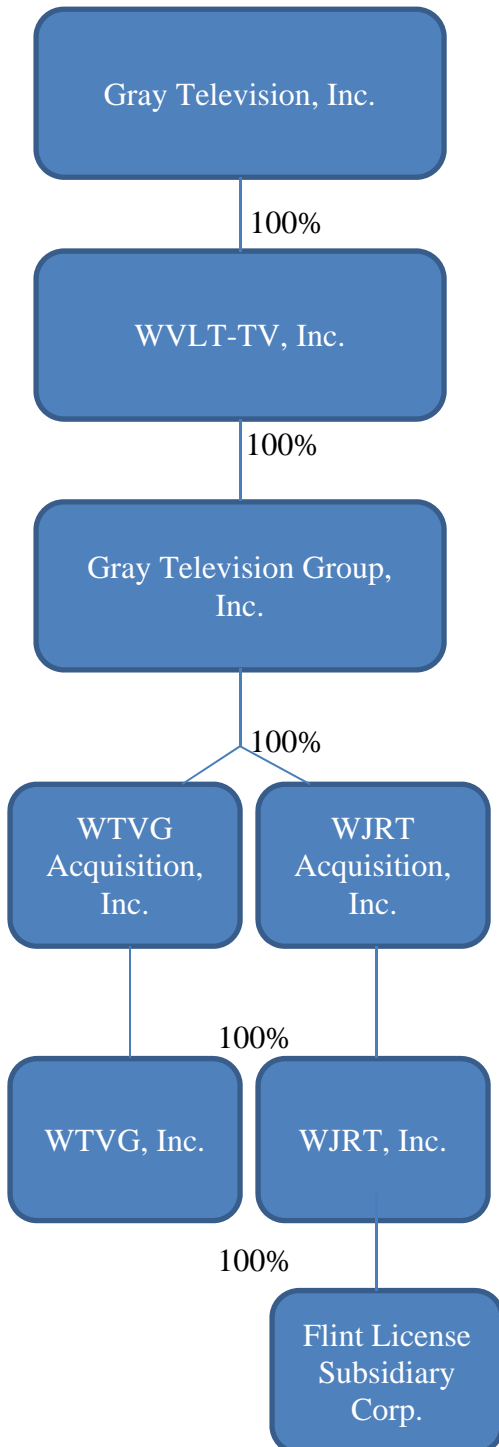 Gray Television, Inc.
100%
WVLT-TV, Inc.
100%
Gray Television Group,
Inc.
100%
WTVG
Acquisition,
Inc.
WJRT
Acquisition,
Inc.
100%
WTVG, Inc.
WJRT, Inc.
100%
Flint License
Subsidiary
Corp.